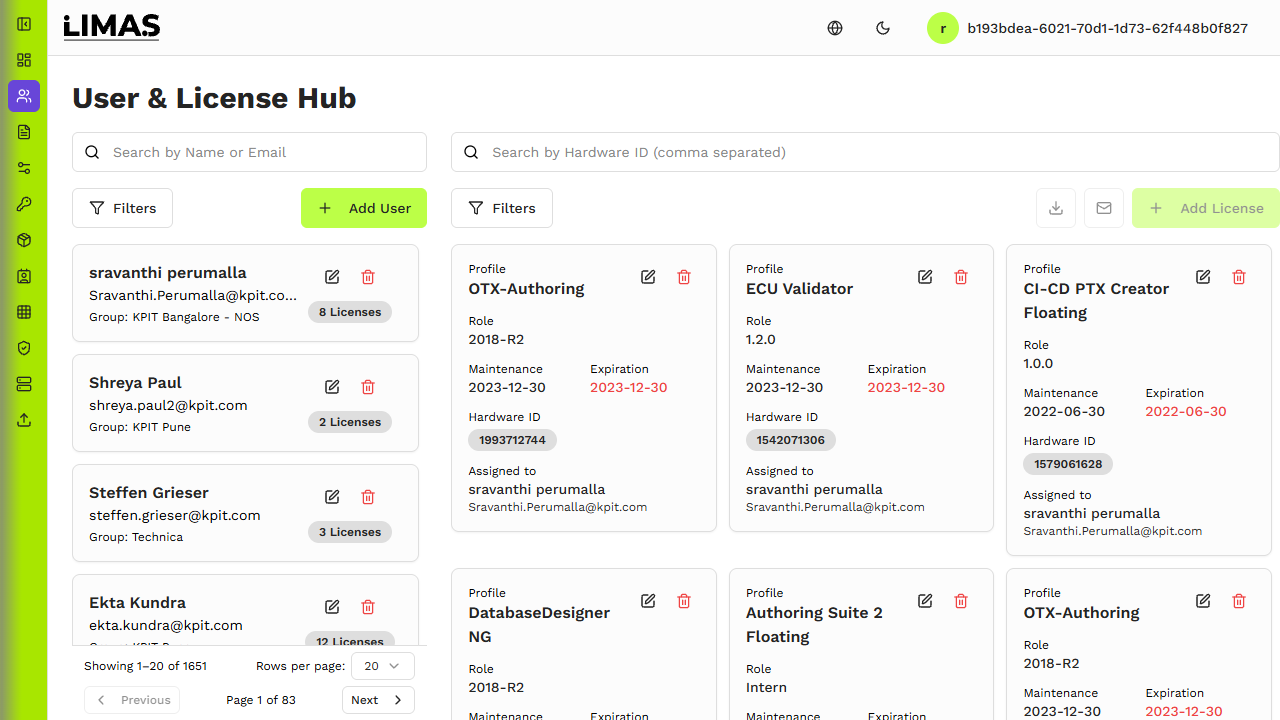 LIMAS
r
b193bdea-6021-70d1-1d73-62f448b0f827
User & License Hub
Search by Name or Email
Filters
Add User
sravanthi perumalla
Sravanthi.Perumalla@kpit.co...
Group: KPIT Bangalore - NOS
8 Licenses
Shreya Paul
shreya.paul2@kpit.com
Group: KPIT Pune
2 Licenses
Steffen Grieser
steffen.grieser@kpit.com
Group: Technica
3 Licenses
Ekta Kundra
ekta.kundra@kpit.com
12 Licenses
Showing 1–20 of 1651
Rows per page:
20
Previous
Page 1 of 83
Next
Search by Hardware ID (comma separated)
Filters
Add License
Profile
OTX-Authoring
Role
2018-R2
Maintenance
Expiration
2023-12-30
2023-12-30
Hardware ID
1993712744
Assigned to
sravanthi perumalla
Sravanthi.Perumalla@kpit.com
Profile
ECU Validator
Role
1.2.0
Maintenance
Expiration
2023-12-30
2023-12-30
Hardware ID
1542071306
Assigned to
sravanthi perumalla
Sravanthi.Perumalla@kpit.com
Profile
CI-CD PTX Creator
Floating
Role
1.0.0
Maintenance
Expiration
2022-06-30
2022-06-30
Hardware ID
1579061628
Assigned to
sravanthi perumalla
Sravanthi.Perumalla@kpit.com
Profile
DatabaseDesigner
NG
Role
2018-R2
Maintenance
Expiration
Profile
Authoring Suite 2
Floating
Role
Intern
Maintenance
Expiration
Profile
OTX-Authoring
Role
2018-R2
Maintenance
Expiration
2023-12-30
2023-12-30